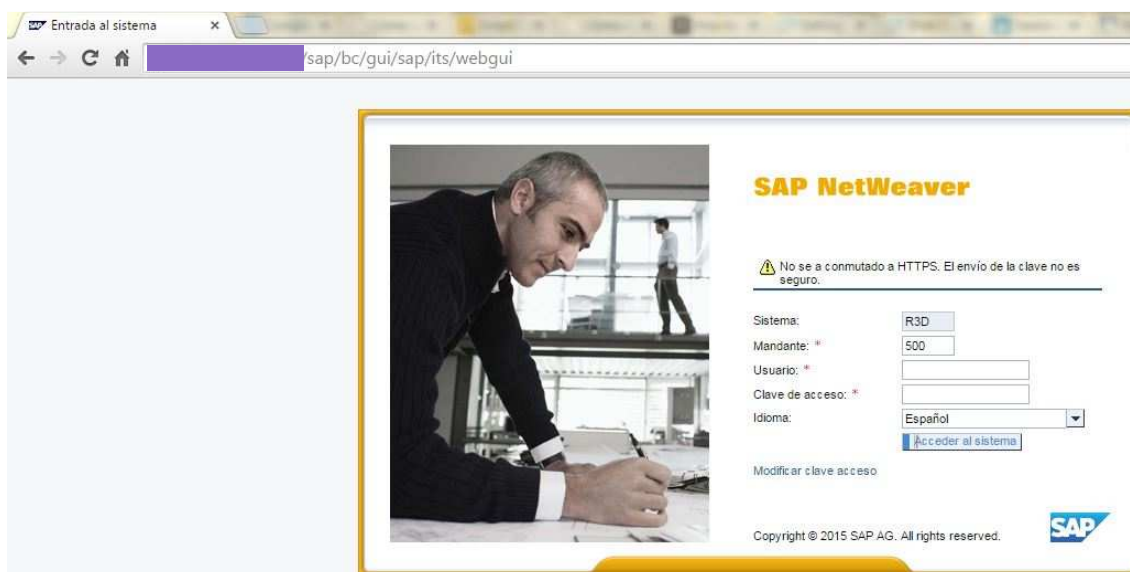 Entrada al sistema
/sap/bc/gui/sap/its/webgui
SAP NetWeaver
No se a conmutado a HTTPS. El envío de la clave no es
seguro.
Sistema: R3D
Mandante: * 500
Usuario: *
Clave de acceso: *
Idioma: Español
Acceder al sistema
Modificar clave acceso
Copyright © 2015 SAP AG. All rights reserved.
SAP